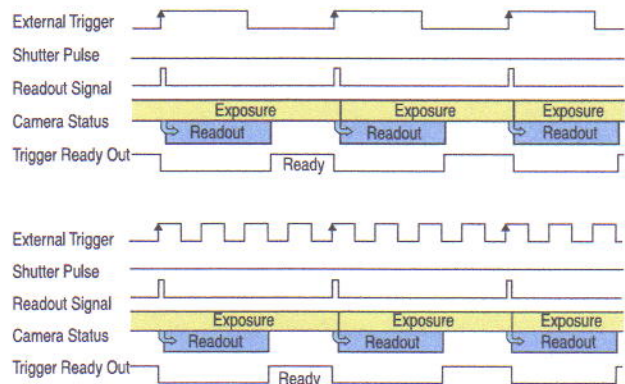 External Trigger
Shutter Pulse
Readout Signal
Exposure Exposure Exposure
Camera Status
Readout Readout Readout
Trigger Ready Out Ready
External Trigger
Shutter Pulse
Readout Signal
Exposure Exposure Exposure
Camera Status
Readout Readout Readout
Trigger Ready Out Ready